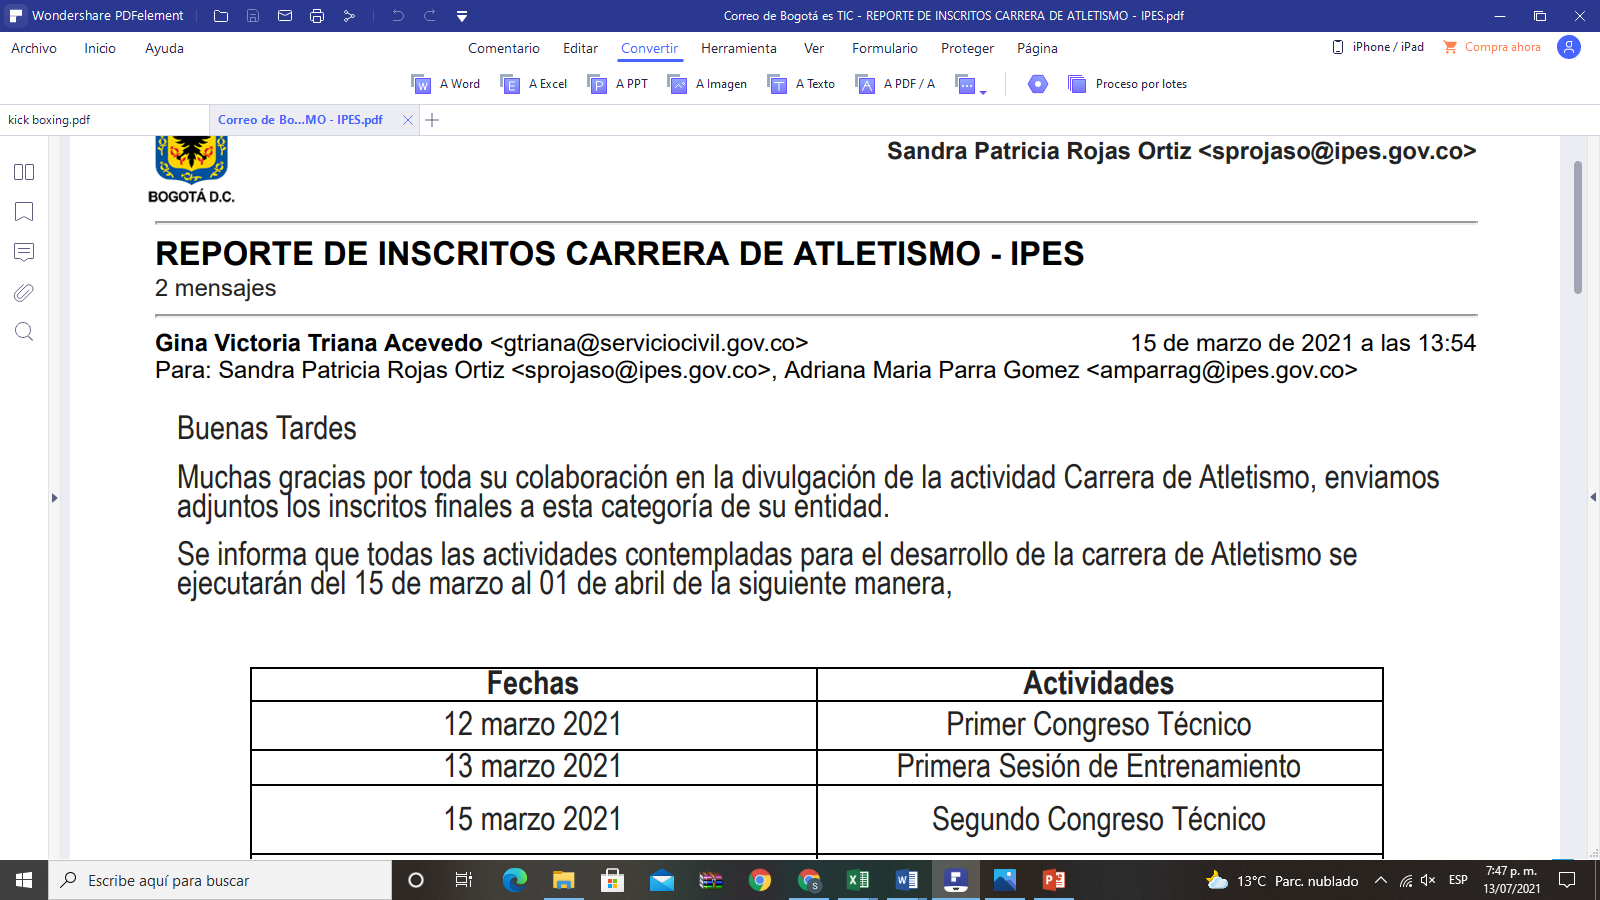 Wondershare PDFelement
Correo de Bogotá es TIC - REPORTE DE INSCRITOS CARRERA DE ATLETISMO - IPES.pdf
Archivo Inicio Ayuda Comentario Editar Convertir Herramienta Ver Formulario Proteger Página iPhone / iPad Compra ahora
A Word A Excel A PPT A Imagen A Texto A PDF / A Proceso por lotes
kick boxing.pdf Correo de Bo...MO - IPES.pdf
Sandra Patricia Rojas Ortiz <sprojaso@ipes.gov.co>
BOGOTÁ D.C.
REPORTE DE INSCRITOS CARRERA DE ATLETISMO - IPES
2 mensajes
Gina Victoria Triana Acevedo <gtriana@serviciocivil.gov.co> 15 de marzo de 2021 a las 13:54
Para: Sandra Patricia Rojas Ortiz <sprojaso@ipes.gov.co>, Adriana Maria Parra Gomez <amparrag@ipes.gov.co>
Buenas Tardes
Muchas gracias por toda su colaboración en la divulgación de la actividad Carrera de Atletismo, enviamos
adjuntos los inscritos finales a esta categoría de su entidad.
Se informa que todas las actividades contempladas para el desarrollo de la carrera de Atletismo se
ejecutarán del 15 de marzo al 01 de abril de la siguiente manera,
Fechas Actividades
12 marzo 2021 Primer Congreso Técnico
13 marzo 2021 Primera Sesión de Entrenamiento
15 marzo 2021 Segundo Congreso Técnico
Escribe aquí para buscar
13°C Parc. nublado
ESP
7:47 p. m.
13/07/2021